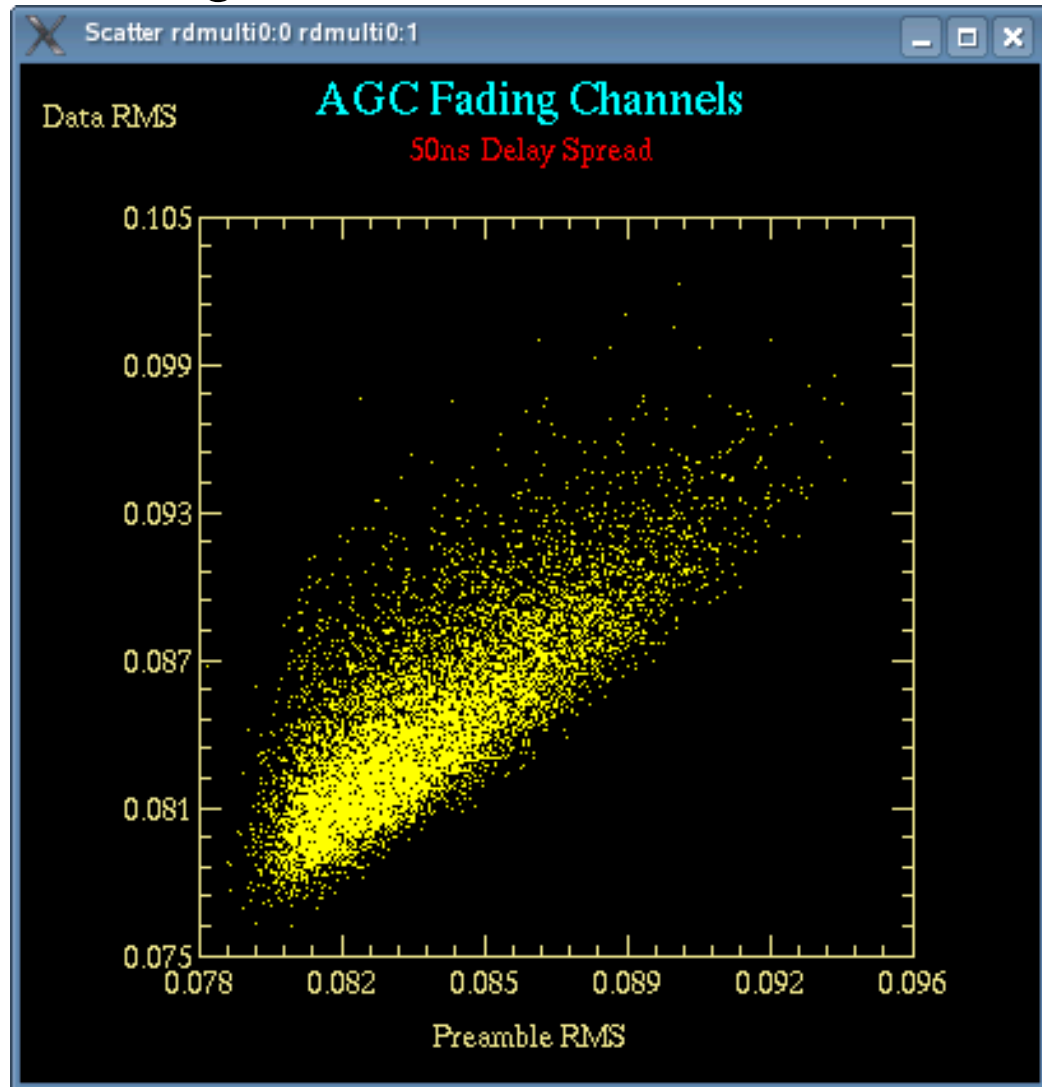 Scatter rdmulti0:0 rdmulti0:1
AGC Fading Channels
Data RMS
50ns Delay Spread
0.105
0.099
0.093
0.087
0.081
0.075
0.078 0.082 0.085 0.089 0.092 0.096
Preamble RMS